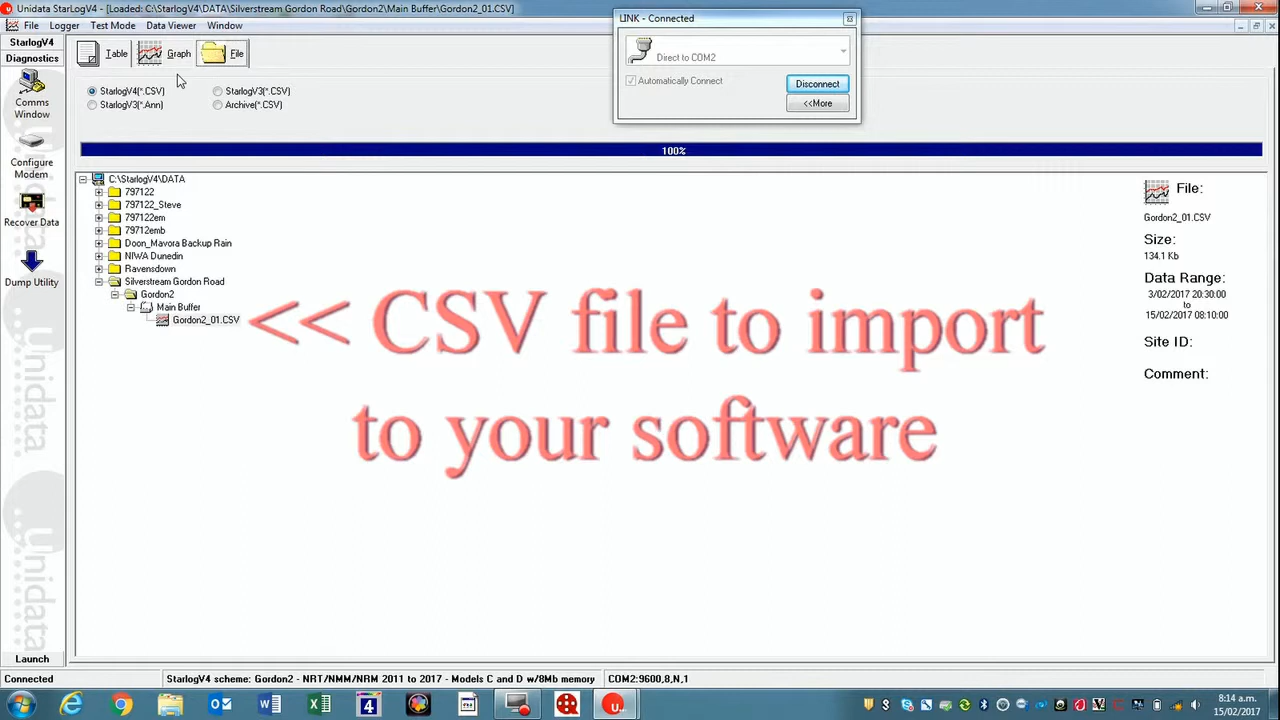 Unidata StarLogV4 - [Loaded: C:\StarlogV4\DATA\Silverstream Gordon Road\Gordon2\Main Buffer\Gordon2_01.CSV]
File Logger Test Mode Data Viewer Window
LINK - Connected
Direct to COM2
Automatically Connect
Disconnect
<<More
StarlogV4
Diagnostics
Comms
Window
Configure
Modem
Recover Data
Dump Utility
Unidata
Unidata
Launch
Table Graph File
StarlogV4(*.CSV) StarlogV3(*.CSV)
StarlogV3(*.Ann) Archive(*.CSV)
100%
C:\StarlogV4\DATA
797122
797122_Steve
797122em
79712emb
Doon_Mavora Backup Rain
NIWA Dunedin
Ravensdown
Silverstream Gordon Road
Gordon2
Main Buffer
Gordon2_01.CSV
<< CSV file to import
to your software
File:
Gordon2_01.CSV
Size:
134.1 Kb
Data Range:
3/02/2017 20:30:00
to
15/02/2017 08:10:00
Site ID:
Comment:
Connected
StarlogV4 scheme: Gordon2 - NRT/NMM/NRM 2011 to 2017 - Models C and D w/8Mb memory
COM2:9600,8,N,1
8:14 a.m.
15/02/2017